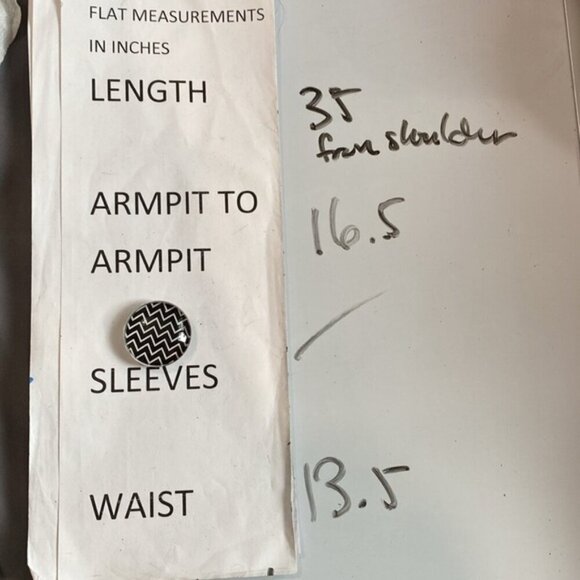 FLAT MEASUREMENTS
IN INCHES
LENGTH
35
from shoulder
ARMPIT TO
ARMPIT
16.5
SLEEVES
/
WAIST
13.5